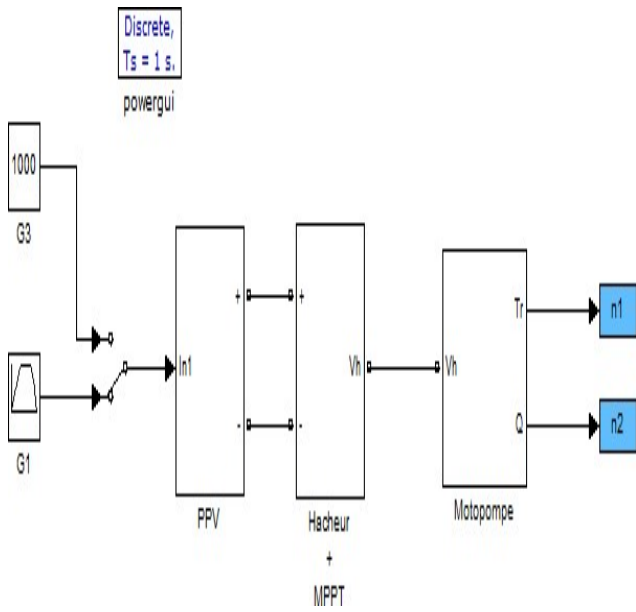 Discrete,
Ts = 1 s.
powergui
1000
G3
G1
In1
+
-
PPV
+
-
Vh
Hacheur
+
MPPT
Vh
Tr
Q
Motopompe
n1
n2